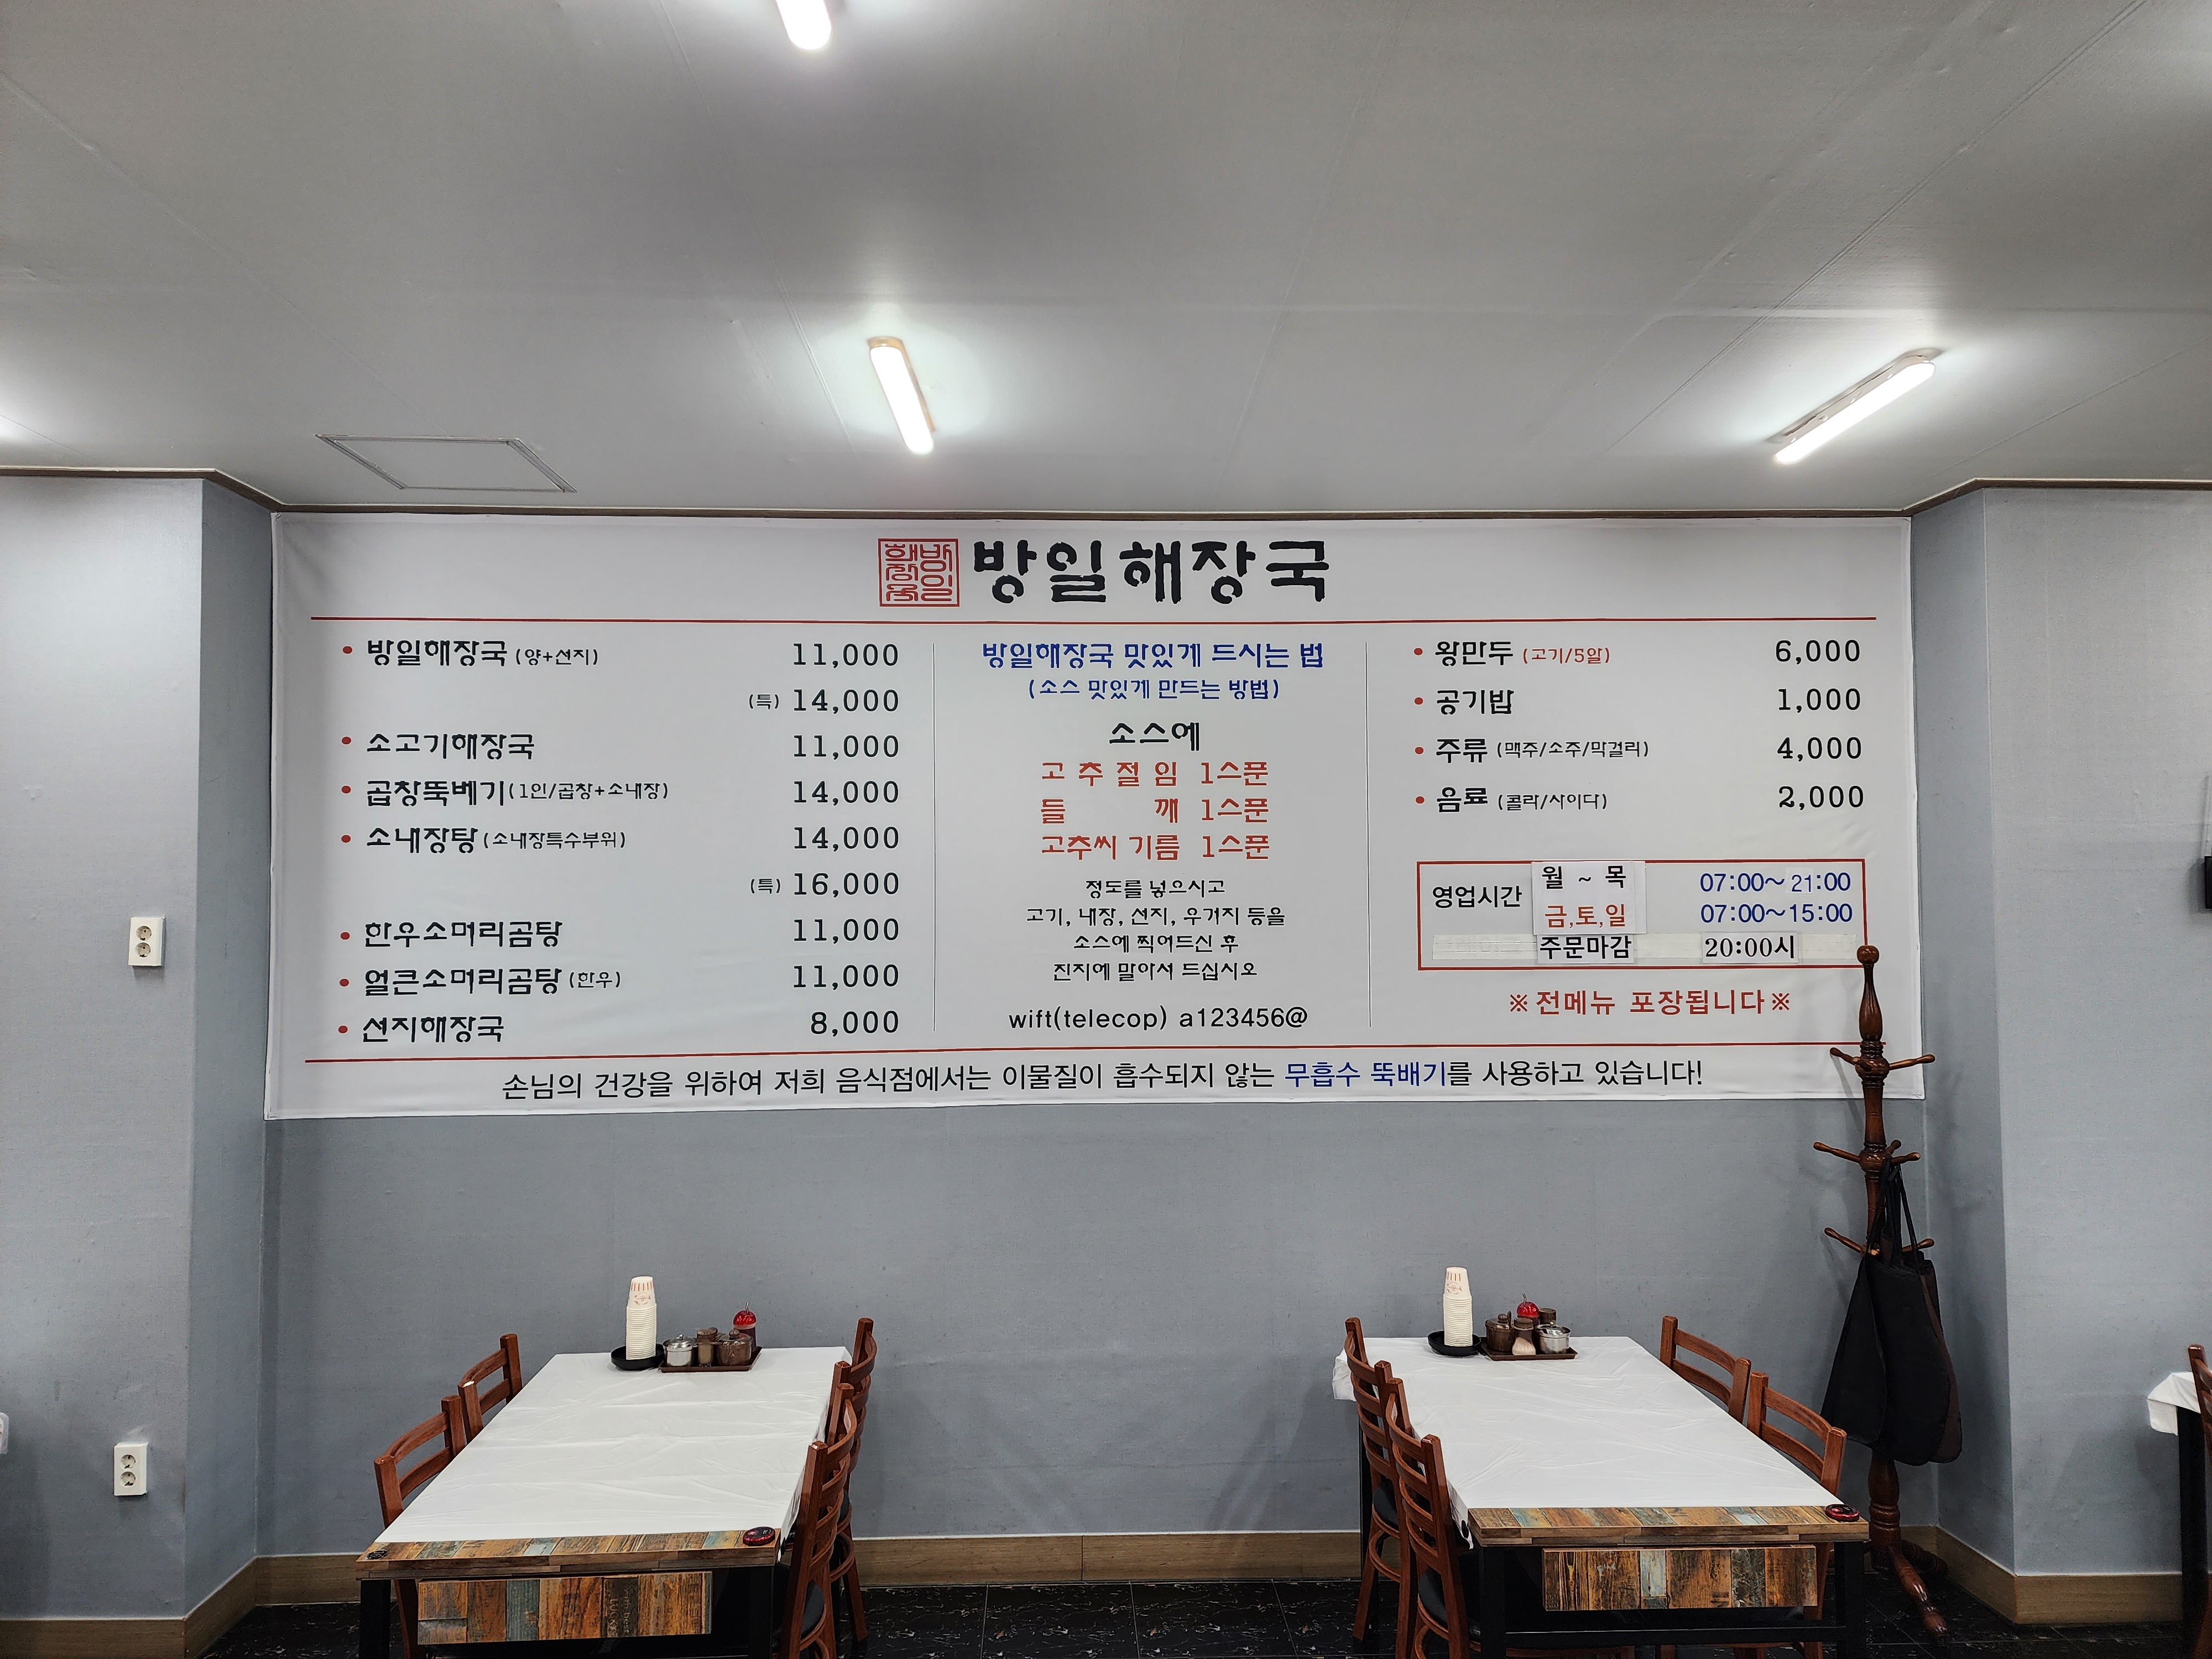 방일해장국
방일해장국
방일해장국 (양+선지) 11,000
(특) 14,000
소고기해장국 11,000
곱창뚝베기 (1인/곱창+소내장) 14,000
소내장탕 (소내장특수부위) 14,000
(특) 16,000
한우소머리곰탕 11,000
얼큰소머리곰탕 (한우) 11,000
선지해장국 8,000
방일해장국 맛있게 드시는 법
(소스 맛있게 만드는 방법)
소스에
고추절임 1스푼
들깨 1스푼
고추씨 기름 1스푼
정도를 넣으시고
고기, 내장, 선지, 우거지 등을
소스에 찍어드신 후
진지에 말아서 드십시오
wift(telecop) a123456@
왕만두 (고기/5알) 6,000
공기밥 1,000
주류 (맥주/소주/막걸리) 4,000
음료 (콜라/사이다) 2,000
영업시간 월 ~ 목 07:00~21:00
금,토,일 07:00~15:00
주문마감 20:00시
※전메뉴 포장됩니다※
손님의 건강을 위하여 저희 음식점에서는 이물질이 흡수되지 않는 무흡수 뚝배기를 사용하고 있습니다!